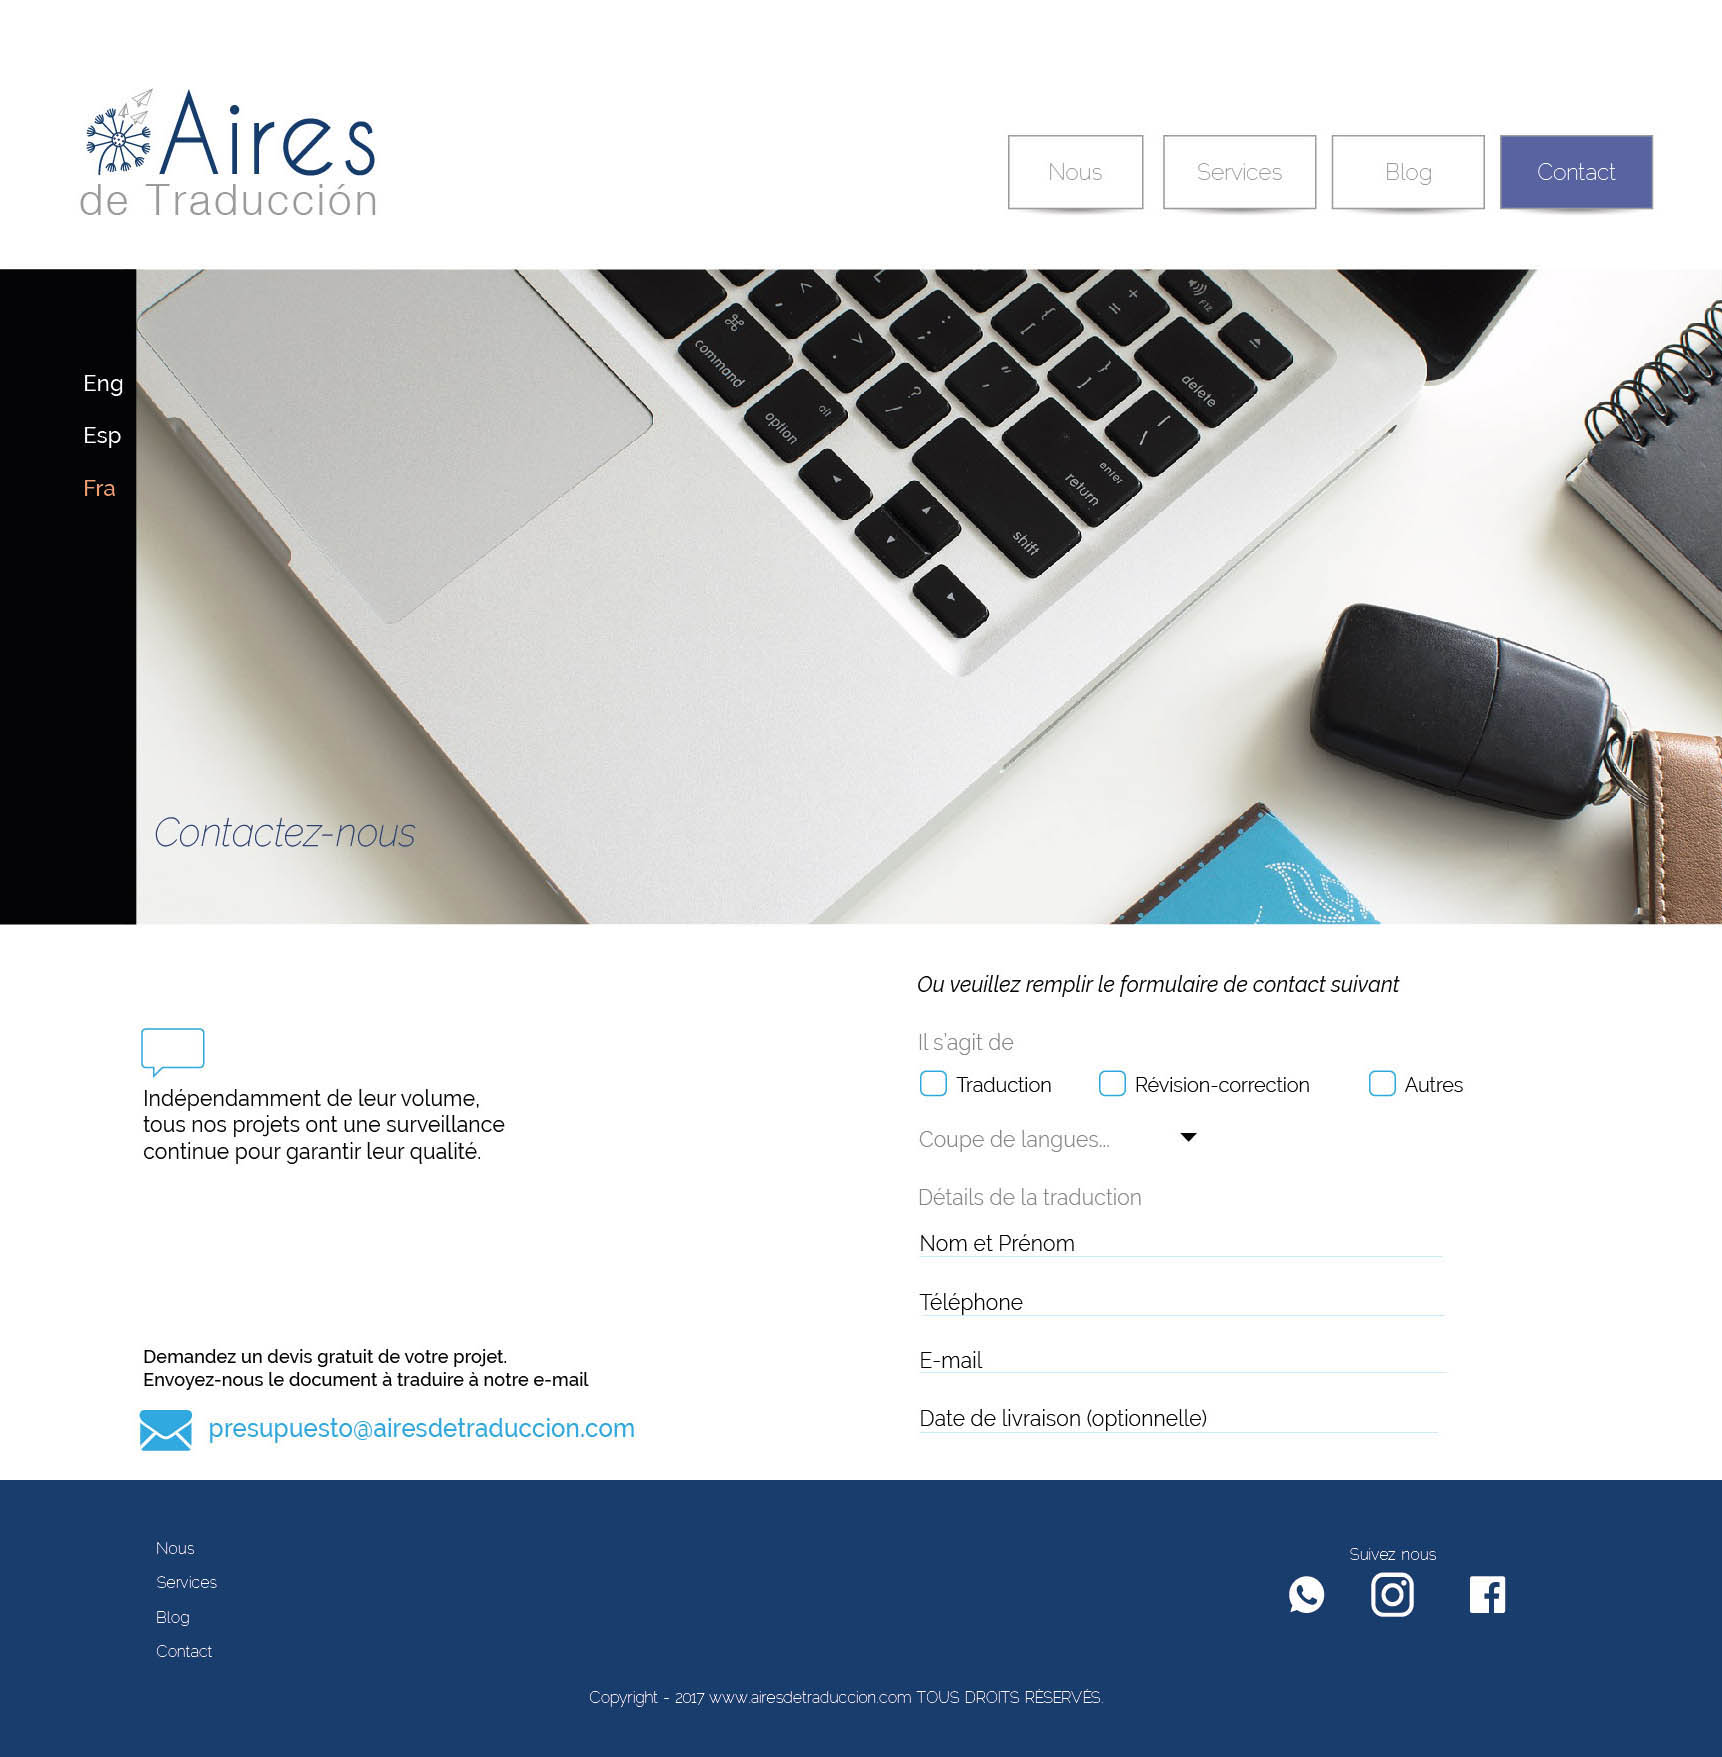 Aires
de Traducción
Nous
Services
Blog
Contact
Eng
Esp
Fra
command
option
alt
delete
enter
return
shift
F12
Contactez-nous
Indépendamment de leur volume,
tous nos projets ont une surveillance
continue pour garantir leur qualité.
Demandez un devis gratuit de votre projet.
Envoyez-nous le document à traduire à notre e-mail
presupuesto@airesdetraduccion.com
Ou veuillez remplir le formulaire de contact suivant
Il s'agit de
Traduction
Révision-correction
Autres
Coupe de langues...
Détails de la traduction
Nom et Prénom
Téléphone
E-mail
Date de livraison (optionnelle)
Nous
Services
Blog
Contact
Suivez nous
Copyright - 2017 www.airesdetraduccion.com TOUS DROITS RÉSERVÉS.